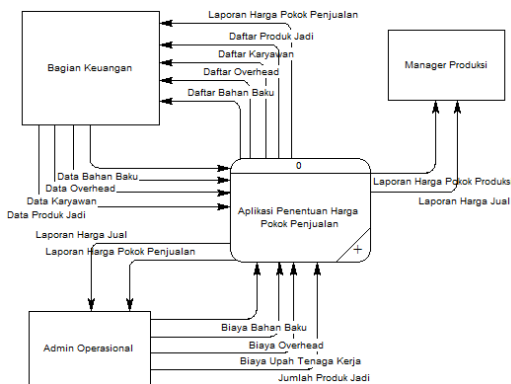 Laporan Harga Pokok Penjualan
Daftar Produk Jadi
Daftar Karyawan
Daftar Overhead
Daftar Bahan Baku
Bagian Keuangan
Manager Produksi
Data Bahan Baku
Data Overhead
Data Karyawan
Data Produk Jadi
0
Aplikasi Penentuan Harga
Pokok Penjualan
+
Laporan Harga Pokok Produks
Laporan Harga Jual
Laporan Harga Jual
Laporan Harga Pokok Penjualan
Admin Operasional
Biaya Bahan Baku
Biaya Overhead
Biaya Upah Tenaga Kerja
Jumlah Produk Jadi